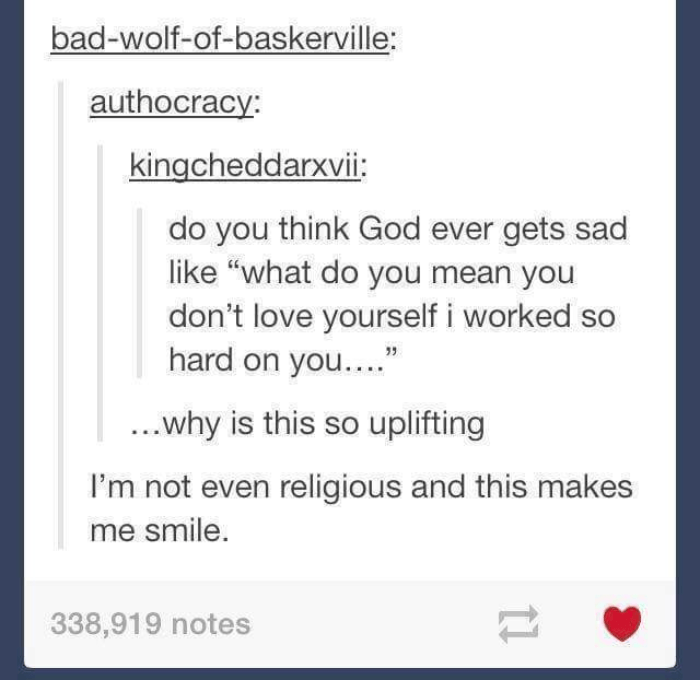 bad-wolf-of-baskerville:
authocracy:
kingcheddarxvii:
do you think God ever gets sad
like “what do you mean you
don’t love yourself i worked so
hard on you....”
...why is this so uplifting
I’m not even religious and this makes
me smile.
338,919 notes